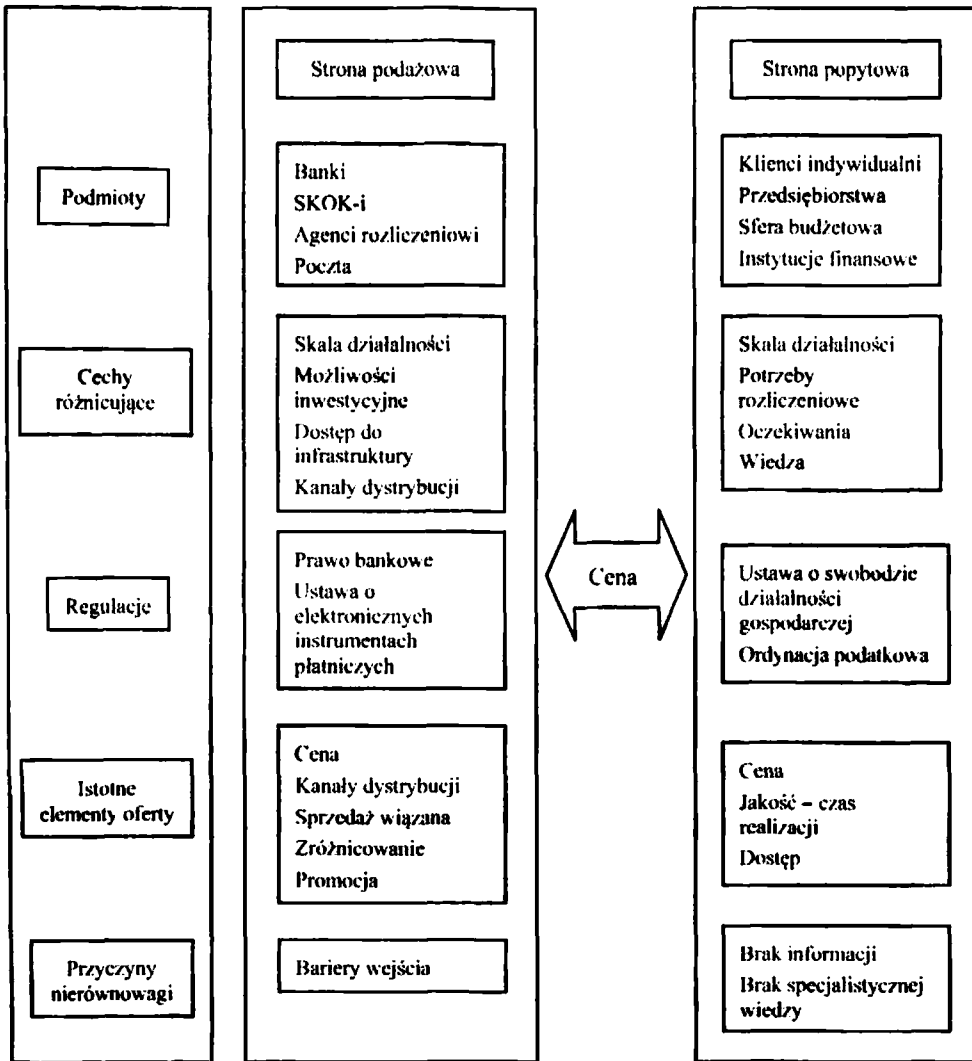 Strona podażowa
Strona popytowa
Podmioty
Banki
SKOK-i
Agenci rozliczeniowi
Poczta
Klienci indywidualni
Przedsiębiorstwa
Sfera budżetowa
Instytucje finansowe
Cechy
różnicujące
Skala działalności
Możliwości
inwestycyjne
Dostęp do
infrastruktury
Kanały dystrybucji
Skala działalności
Potrzeby
rozliczeniowe
Oczekiwania
Wiedza
Regulacje
Prawo bankowe
Ustawa o
elektronicznych
instrumentach
płatniczych
Cena
Ustawa o swobodzie
działalności
gospodarczej
Ordynacja podatkowa
Istotne
elementy oferty
Cena
Kanały dystrybucji
Sprzedaż wiązana
Zróżnicowanie
Promocja
Cena
Jakość – czas
realizacji
Dostęp
Przyczyny
nierównowagi
Bariery wejścia
Brak informacji
Brak specjalistycznej
wiedzy